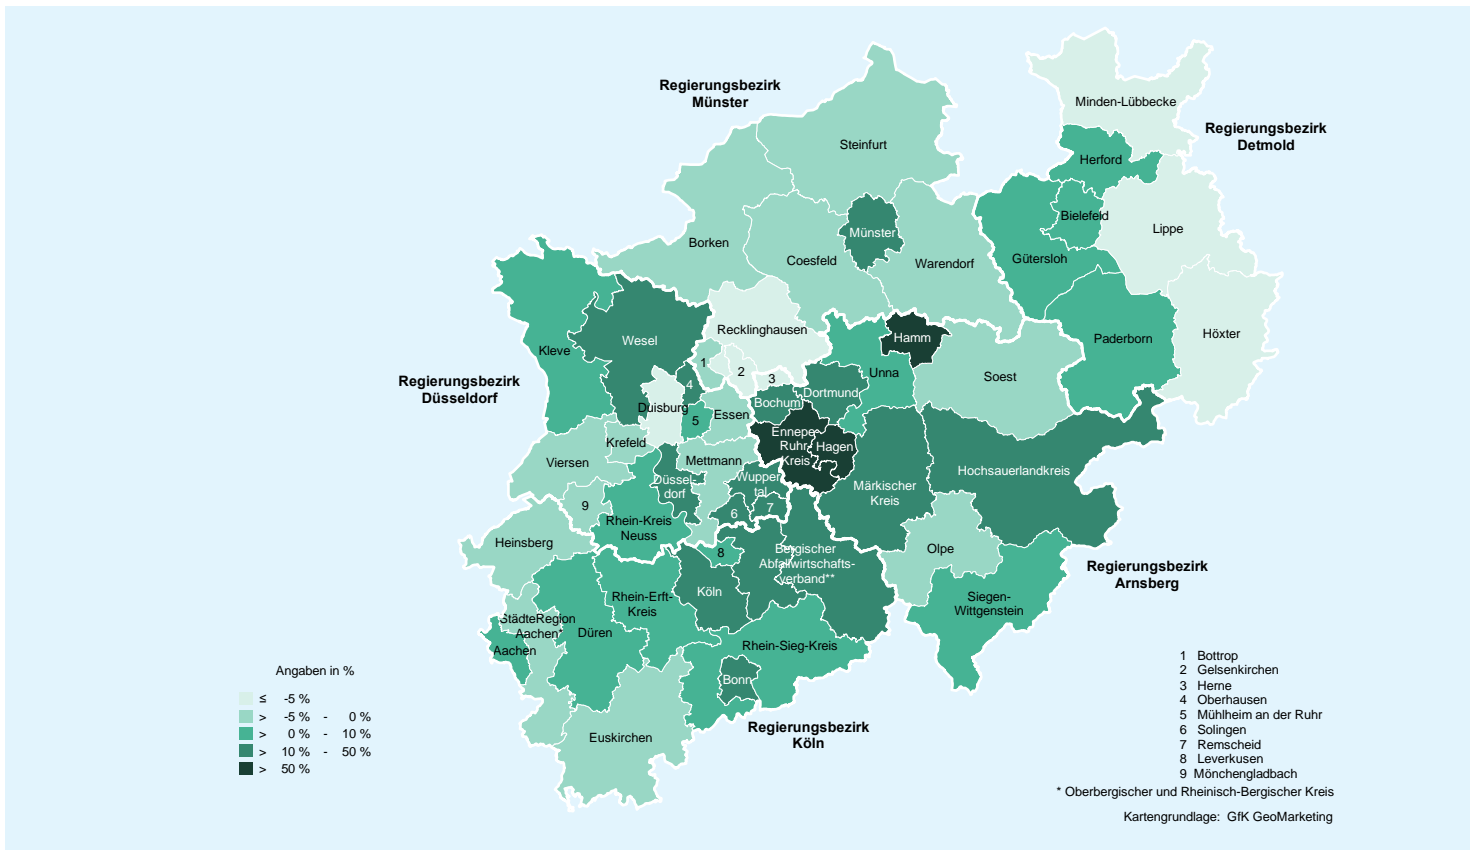 Regierungsbezirk
Münster
Minden-Lübbecke
Regierungsbezirk
Detmold
Steinfurt
Herford
Bielefeld
Lippe
Münster
Borken
Coesfeld
Warendorf
Gütersloh
Recklinghausen
Hamm
Höxter
Wesel
Paderborn
Kleve
1
2
3
Unna
Soest
Regierungsbezirk
Düsseldorf
4
Dortmund
Bochum
Duisburg
Essen
5
Ennepe-
Ruhr-
Kreis
Hagen
Krefeld
Viersen
Mettmann
Hochsauerlandkreis
Düssel-
dorf
Wupper-
tal
Märkischer
Kreis
9
6
7
Rhein-Kreis
Neuss
Heinsberg
8
Bergischer
Abfallwirtschafts-
verband**
Olpe
Regierungsbezirk
Arnsberg
Köln
Rhein-Erft-
Kreis
Siegen-
Wittgenstein
StädteRegion
Aachen*
Düren
Aachen
Rhein-Sieg-Kreis
Bonn
Regierungsbezirk
Köln
Euskirchen
Angaben in %
≤ -5 %
> -5 % - 0 %
> 0 % - 10 %
> 10 % - 50 %
> 50 %
1 Bottrop
2 Gelsenkirchen
3 Herne
4 Oberhausen
5 Mühlheim an der Ruhr
6 Solingen
7 Remscheid
8 Leverkusen
9 Mönchengladbach
* Oberbergischer und Rheinisch-Bergischer Kreis
Kartengrundlage: GfK GeoMarketing